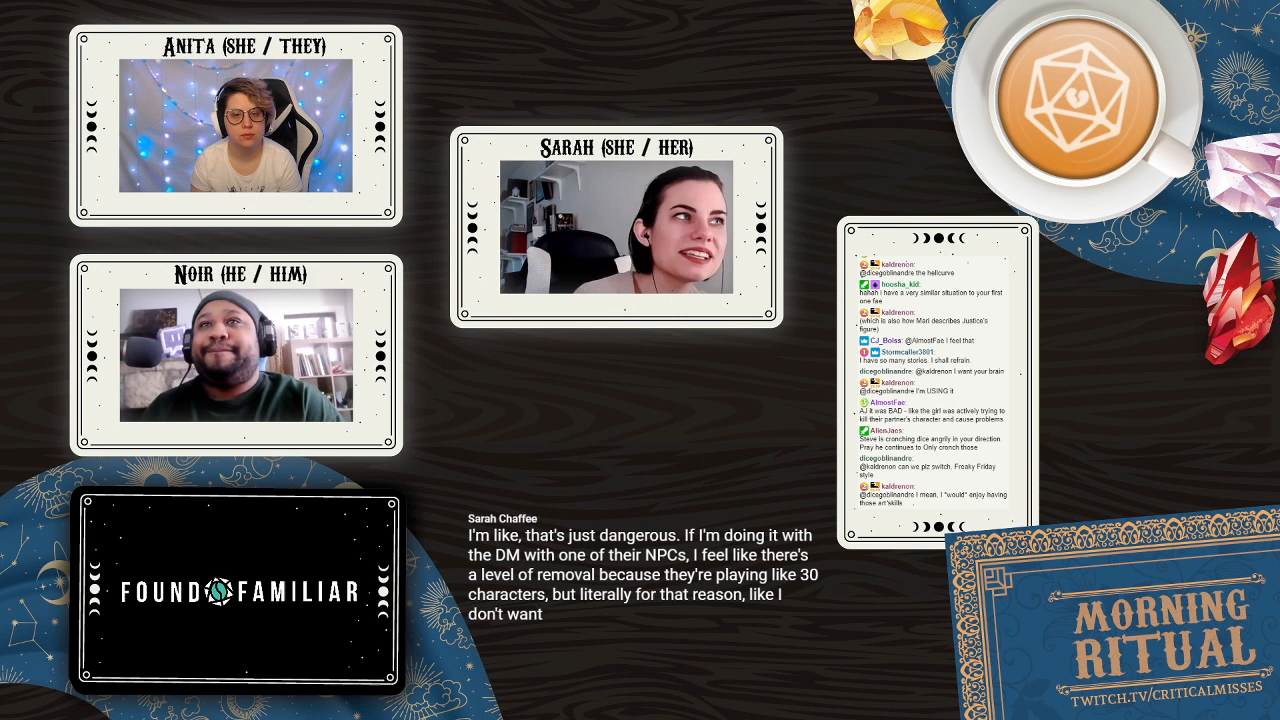 ANITA (SHE / THEY)
SARAH (SHE / HER)
NOIR (HE / HIM)
kaldrenon:
@dicegoblinandre the hellcurve
hoosha_kid:
hahah i have a very similar situation to your first
one fae
kaldrenon:
(which is also how Mari describes Justice's
figure)
CJ_Boiss: @AlmostFae I feel that.
Stormcaller3801:
I have so many stories. I shall refrain.
dicegoblinandre: @kaldrenon I want your brain
kaldrenon:
@dicegoblinandre I'm USING it
AlmostFae:
AJ it was BAD - like the girl was actively trying to
kill their partner's character and cause problems
AlienJaes:
Steve is cronching dice angrily in your direction.
Pray he continues to Only cronch those
dicegoblinandre:
@kaldrenon can we plz switch, Freaky Friday
style
kaldrenon:
@dicegoblinandre I mean, I *would* enjoy having
those art skills
FOUND FAMILIAR
Sarah Chaffee
I'm like, that's just dangerous. If I'm doing it with
the DM with one of their NPCs, I feel like there's
a level of removal because they're playing like 30
characters, but literally for that reason, like I
don't want
MORNING
RITUAL
TWITCH.TV/CRITICALMISSES